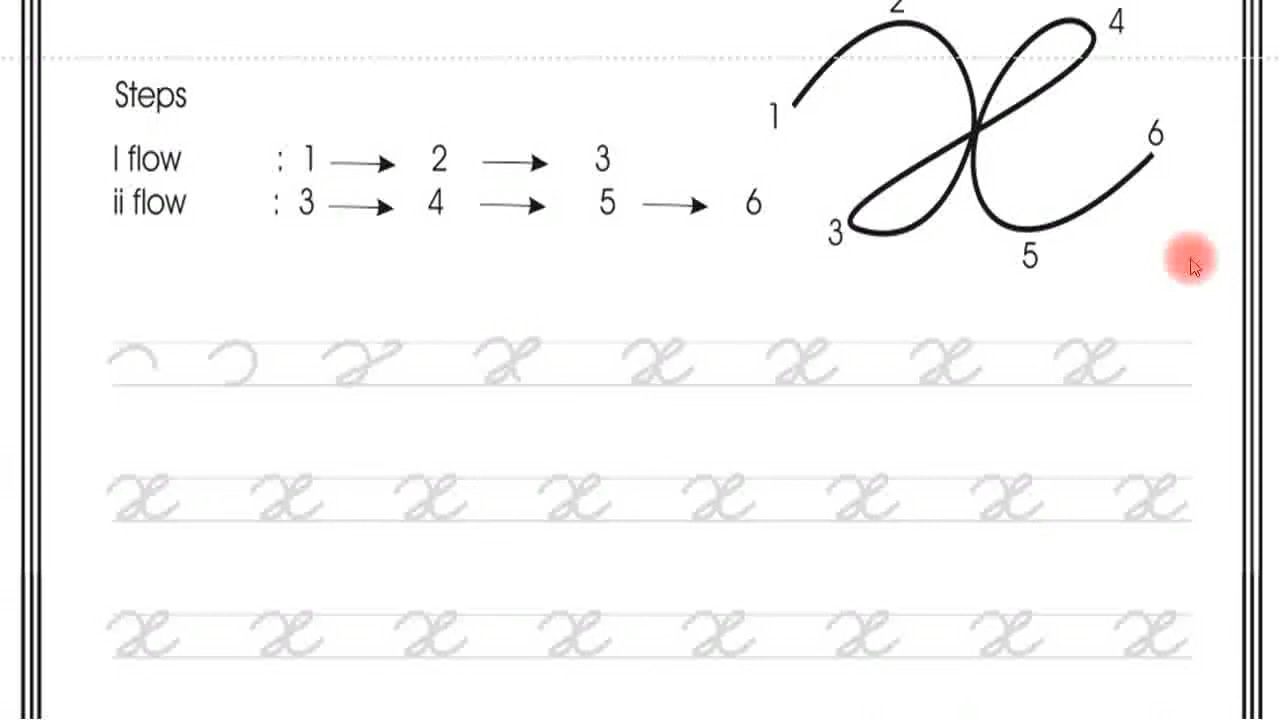 2
4
Steps
1
6
I flow : 1 → 2 → 3
ii flow : 3 → 4 → 5 → 6
3
5
x x x x
x x x x x x x x
x x x x x x x x